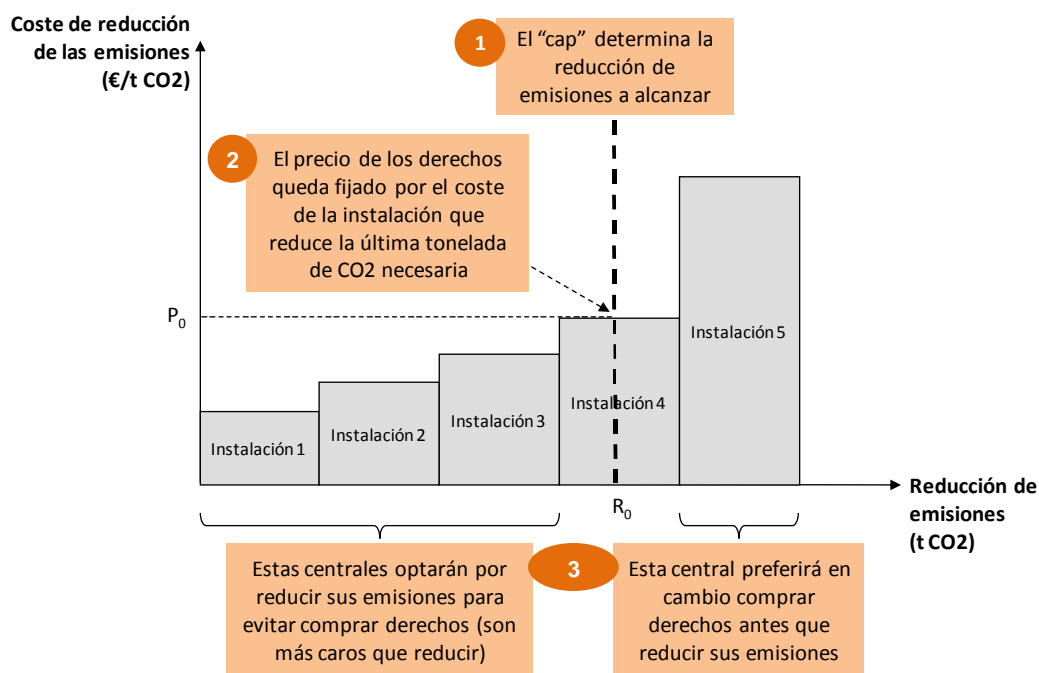 Coste de reducción
de las emisiones
(€/t CO2)
1
El “cap” determina la
reducción de
emisiones a alcanzar
2
El precio de los derechos
queda fijado por el coste
de la instalación que
reduce la última tonelada
de CO2 necesaria
P0
Instalación 1
Instalación 2
Instalación 3
Instalación 4
Instalación 5
R0
Reducción de
emisiones
(t CO2)
Estas centrales optarán por
reducir sus emisiones para
evitar comprar derechos (son
más caros que reducir)
3
Esta central preferirá en
cambio comprar
derechos antes que
reducir sus emisiones